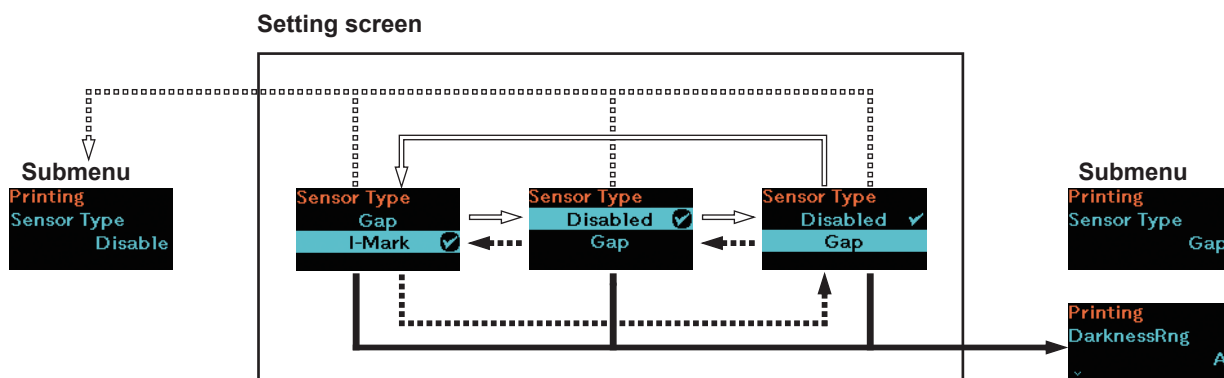 Setting screen
Submenu
Printing
Sensor Type
Disable
Sensor Type
Gap
I-Mark
Sensor Type
Disabled
Gap
Sensor Type
Disabled
Gap
Submenu
Printing
Sensor Type
Gap
Printing
DarknessRng
A